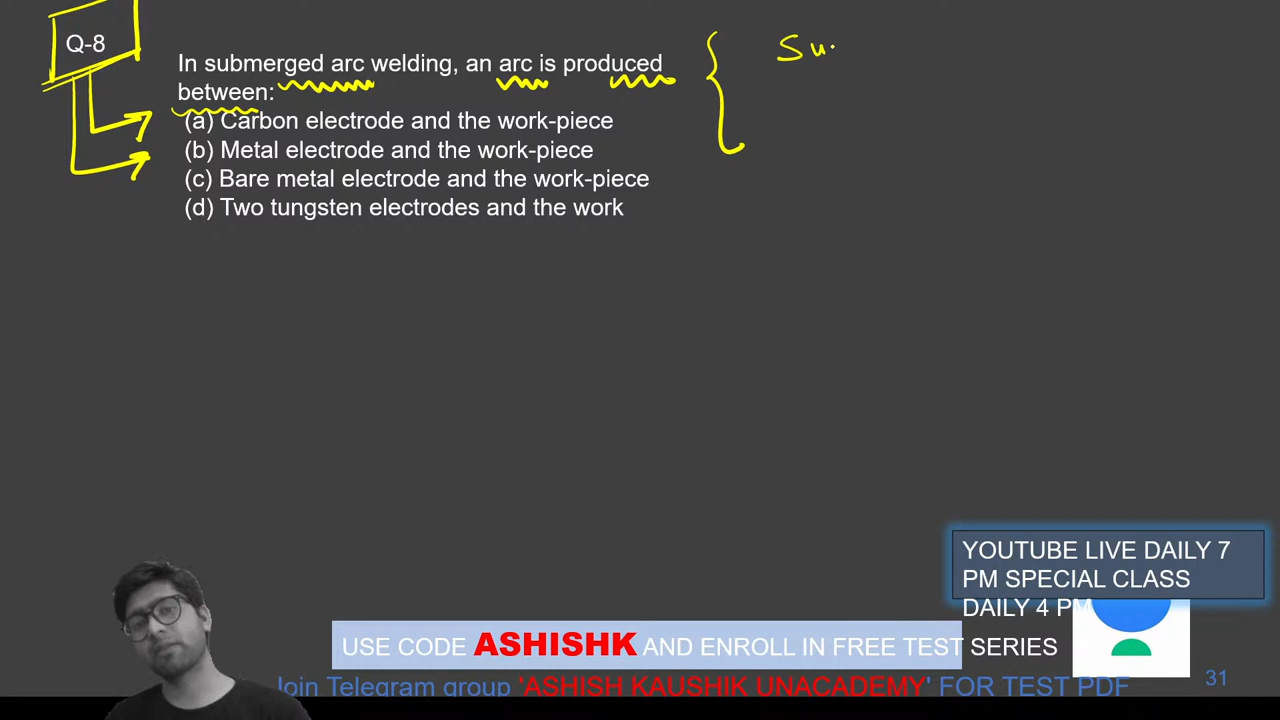 Q-8
In submerged arc welding, an arc is produced
between:
(a) Carbon electrode and the work-piece
(b) Metal electrode and the work-piece
(c) Bare metal electrode and the work-piece
(d) Two tungsten electrodes and the work
Su
YOUTUBE LIVE DAILY 7
PM SPECIAL CLASS
DAILY 4 PM
USE CODE ASHISHK AND ENROLL IN FREE TEST SERIES
Join Telegram group 'ASHISH KAUSHIK UNACADEMY' FOR TEST PDF
31